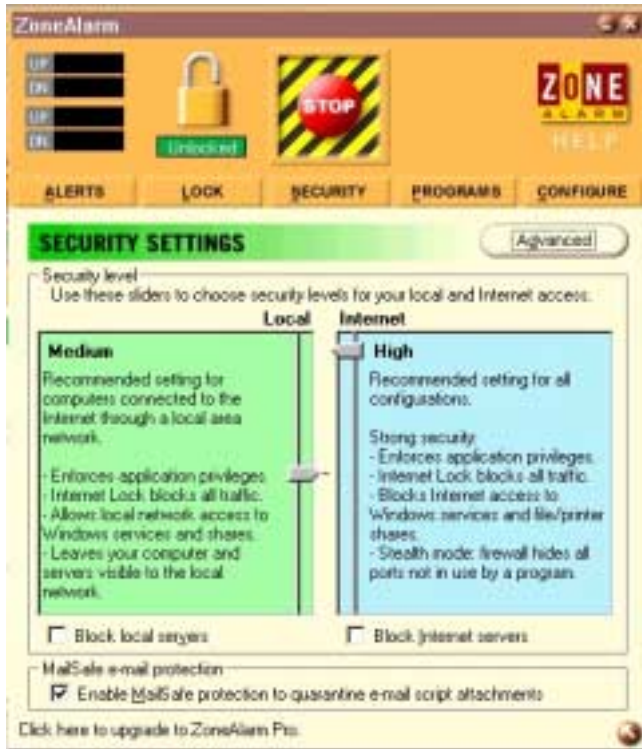 ZoneAlarm
UP
DN
UP
DN
Unlocked
STOP
ZONE
ALARM
HELP
ALERTS
LOCK
SECURITY
PROGRAMS
CONFIGURE
SECURITY SETTINGS
Advanced
Security level
Use these sliders to choose security levels for your local and Internet access.
Local
Internet
Medium
Recommended setting for
computers connected to the
Internet through a local area
network.
- Enforces application privileges.
- Internet Lock blocks all traffic.
- Allows local network access to
Windows services and shares.
- Leaves your computer and
servers visible to the local
network.
High
Recommended setting for all
configurations.
Strong security:
- Enforces application privileges.
- Internet Lock blocks all traffic.
- Blocks Internet access to
Windows services and file/printer
shares.
- Stealth mode: firewall hides all
ports not in use by a program.
Block local servers
Block Internet servers
MailSafe e-mail protection
Enable MailSafe protection to quarantine e-mail script attachments
Click here to upgrade to ZoneAlarm Pro.